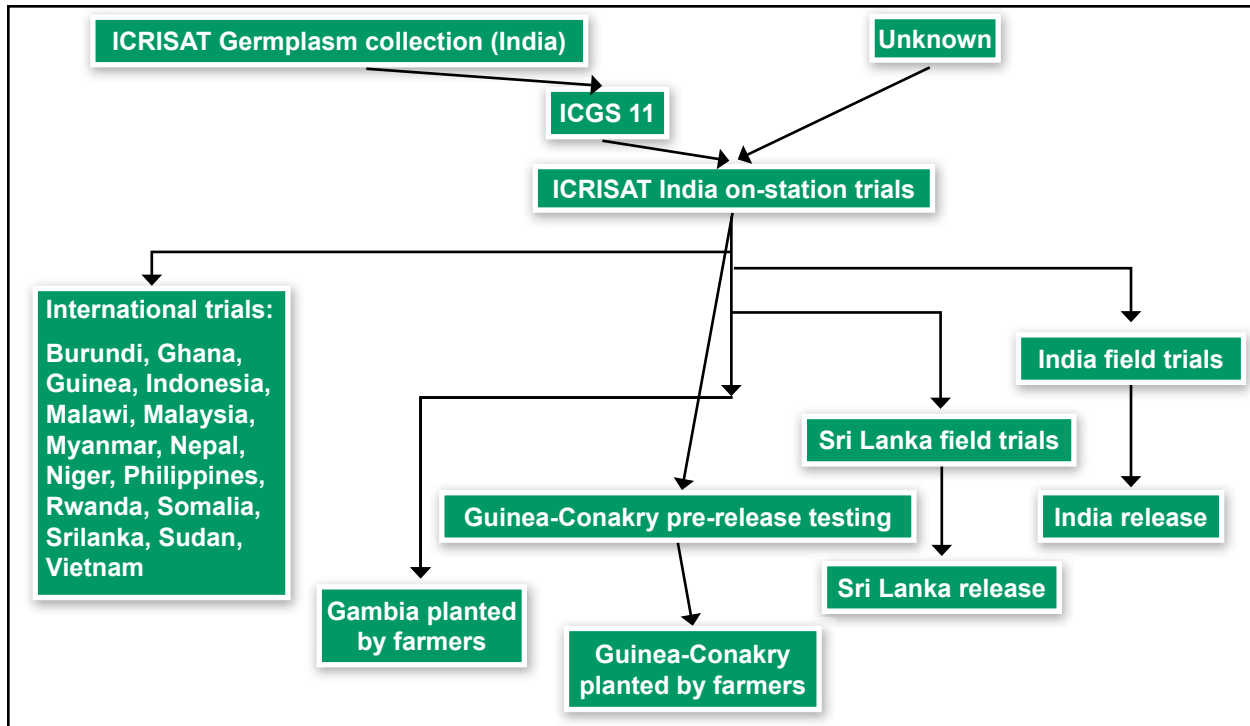 ICRISAT Germplasm collection (India)
Unknown
ICGS 11
ICRISAT India on-station trials
International trials:
Burundi, Ghana,
Guinea, Indonesia,
Malawi, Malaysia,
Myanmar, Nepal,
Niger, Philippines,
Rwanda, Somalia,
Srilanka, Sudan,
Vietnam
India field trials
Sri Lanka field trials
Guinea-Conakry pre-release testing
India release
Sri Lanka release
Gambia planted
by farmers
Guinea-Conakry
planted by farmers